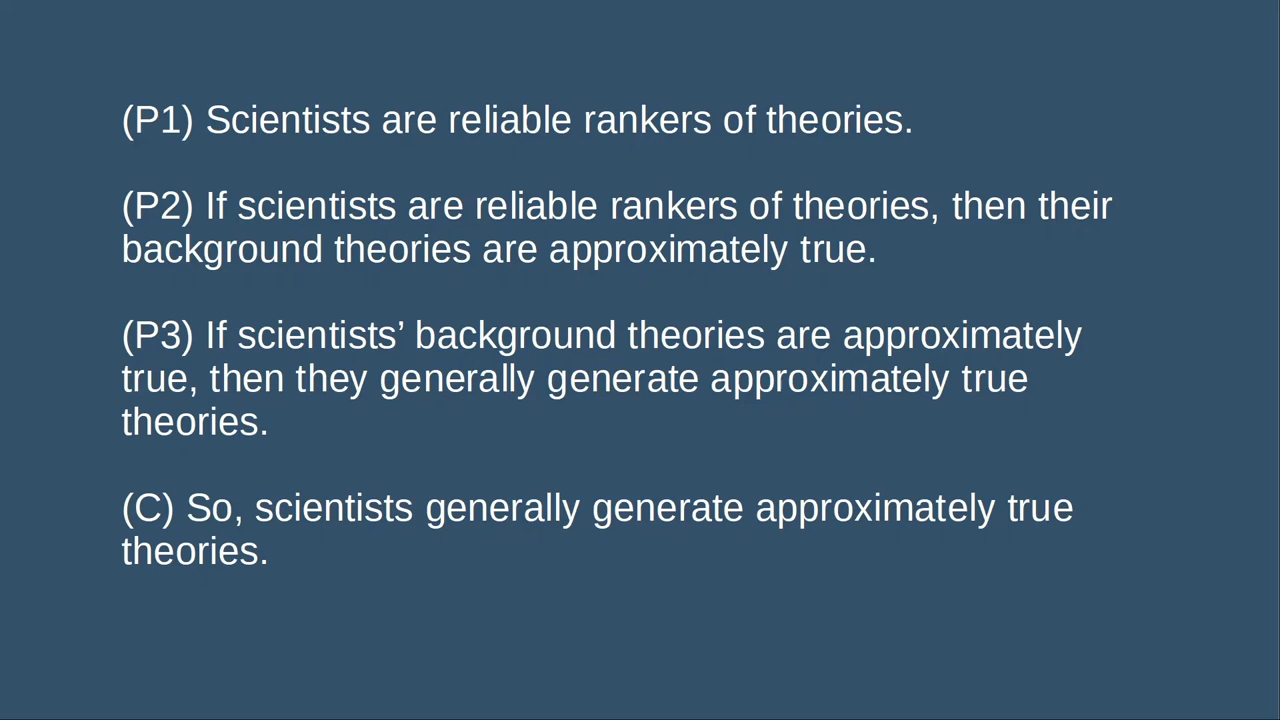 (P1) Scientists are reliable rankers of theories.
(P2) If scientists are reliable rankers of theories, then their
background theories are approximately true.
(P3) If scientists’ background theories are approximately
true, then they generally generate approximately true
theories.
(C) So, scientists generally generate approximately true
theories.